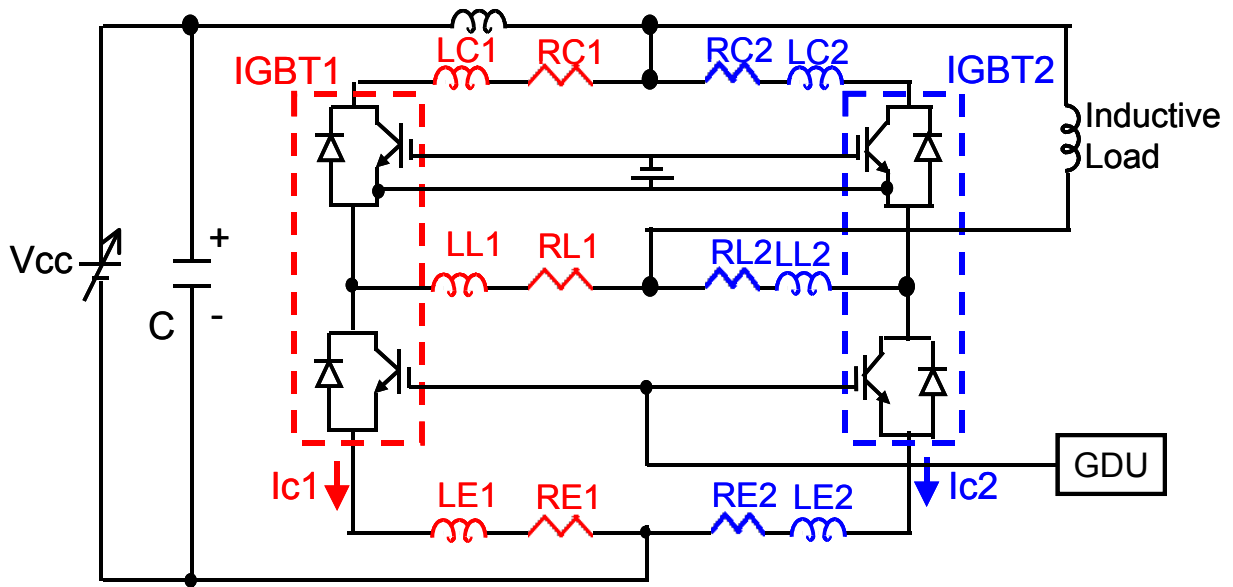 LC1 RC1 RC2 LC2
IGBT1 IGBT2
Inductive
Load
LL1 RL1 RL2 LL2
Vcc
+
C -
GDU
Ic1 LE1 RE1 RE2 LE2 Ic2